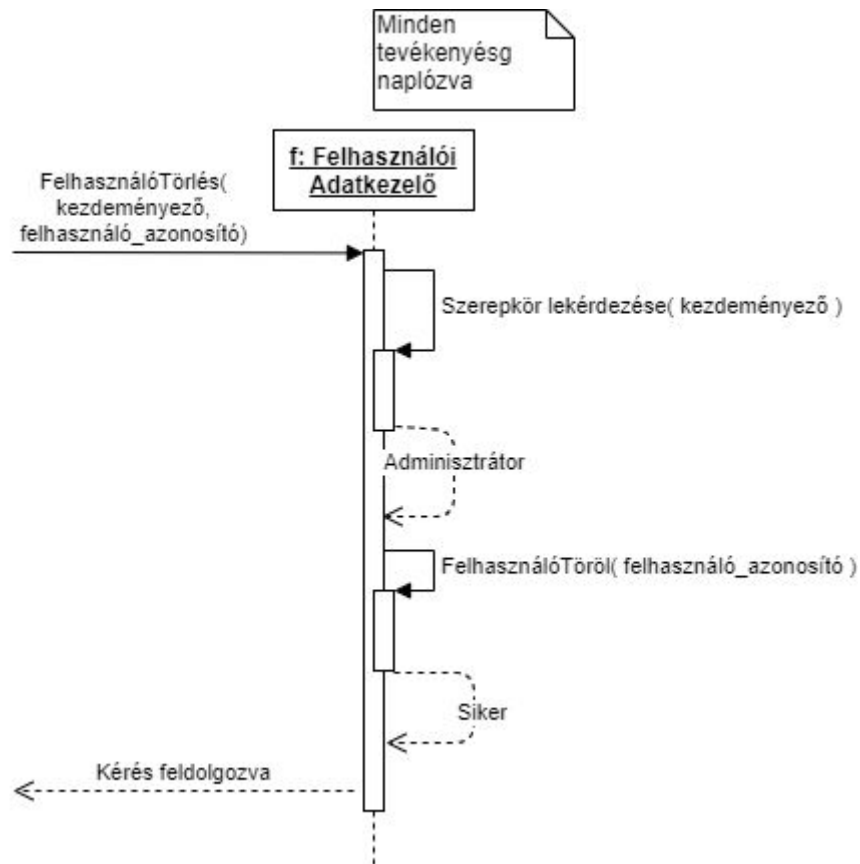 Minden
tevékenyésg
naplózva
f: Felhasználói
Adatkezelő
FelhasználóTörlés(
kezdeményező,
felhasználó_azonosító)
Szerepkör lekérdezése( kezdeményező )
Adminisztrátor
FelhasználóTöröl( felhasználó_azonosító )
Siker
Kérés feldolgozva